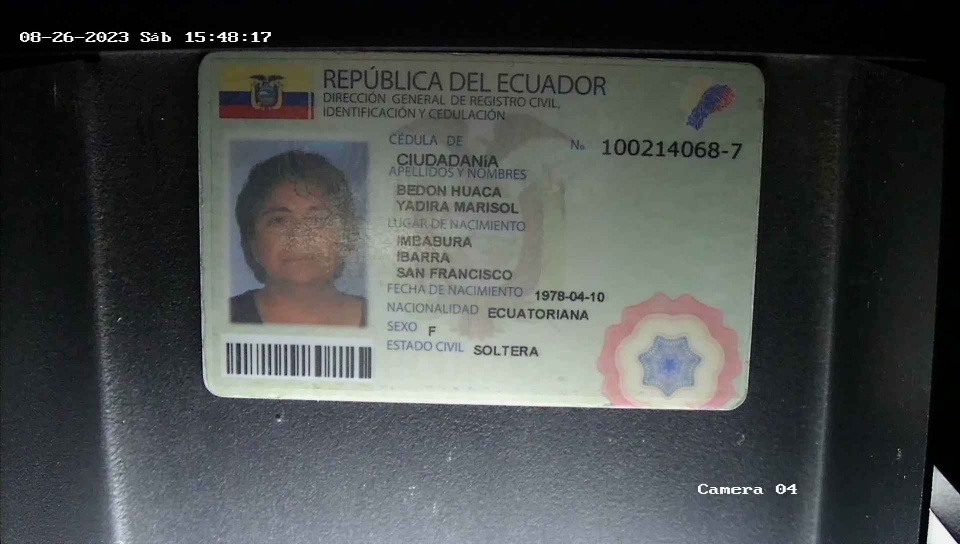 08-26-2023 Sáb 15:48:17
REPÚBLICA DEL ECUADOR
DIRECCIÓN GENERAL DE REGISTRO CIVIL,
IDENTIFICACIÓN Y CEDULACIÓN
CÉDULA DE
CIUDADANÍA
No. 100214068-7
APELLIDOS Y NOMBRES
BEDON HUACA
YADIRA MARISOL
LUGAR DE NACIMIENTO
IMBABURA
IBARRA
SAN FRANCISCO
FECHA DE NACIMIENTO 1978-04-10
NACIONALIDAD ECUATORIANA
SEXO F
ESTADO CIVIL SOLTERA
Camera 04